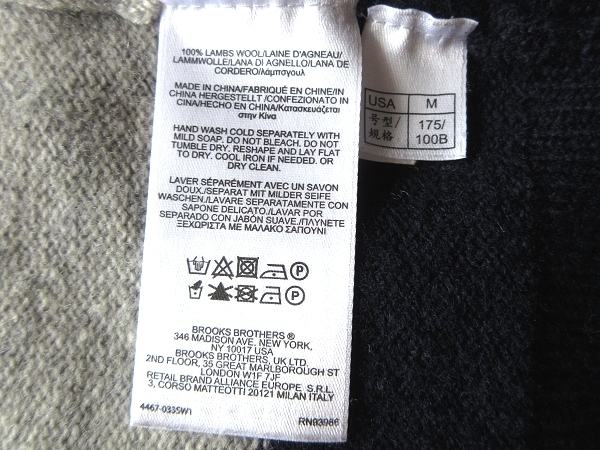 100% LAMBS WOOL/LAINE D'AGNEAU/
LAMMWOLLE/LANA DI AGNELLO/LANA DE
CORDERO/λάμπσγουλ
MADE IN CHINA/FABRIQUÉ EN CHINE/IN
CHINA HERGESTELLT /CONFEZIONATO IN
CINA/HECHO EN CHINA/Κατασκευάζεται
στην Κίνα
HAND WASH COLD SEPARATELY WITH
MILD SOAP. DO NOT BLEACH. DO NOT
TUMBLE DRY. RESHAPE AND LAY FLAT
TO DRY. COOL IRON IF NEEDED. OR
DRY CLEAN.
LAVER SÉPARÉMENT AVEC UN SAVON
DOUX./SEPARAT MIT MILDER SEIFE
WASCHEN./LAVARE SEPARATAMENTE CON
SAPONE DELICATO./LAVAR POR
SEPARADO CON JABÓN SUAVE./ΠΛΥΝΕΤΕ
ΞΕΧΩΡΙΣΤΑ ΜΕ ΜΑΛΑΚΟ ΣΑΠΟΥΝΙ
P
P
BROOKS BROTHERS ®
346 MADISON AVE. NEW YORK,
NY 10017 USA
BROOKS BROTHERS, UK LTD.
2ND FLOOR, 35 GREAT MARLBOROUGH ST
LONDON W1F 7JF
RETAIL BRAND ALLIANCE EUROPE S.R.L.
3, CORSO MATTEOTTI 20121 MILAN ITALY
4467-0335W1
RN93986
USA M
号型/ 175/
规格 100B